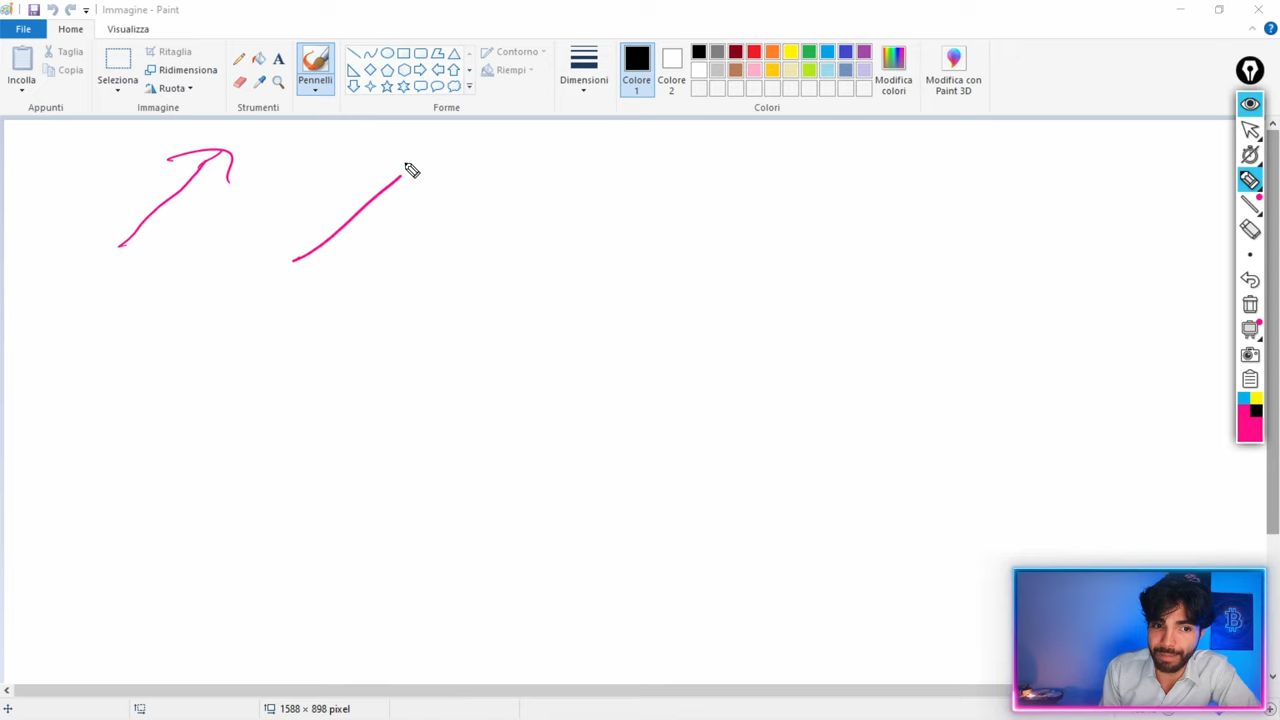 Immagine - Paint
File Home Visualizza
Incolla
Taglia
Copia
Appunti
Seleziona
Ritaglia
Ridimensiona
Ruota
Immagine
Strumenti
Pennelli
Forme
Contorno
Riempi
Dimensioni
Colore 1
Colore 2
Colori
Modifica colori
Modifica con Paint 3D
1588 × 898 pixel